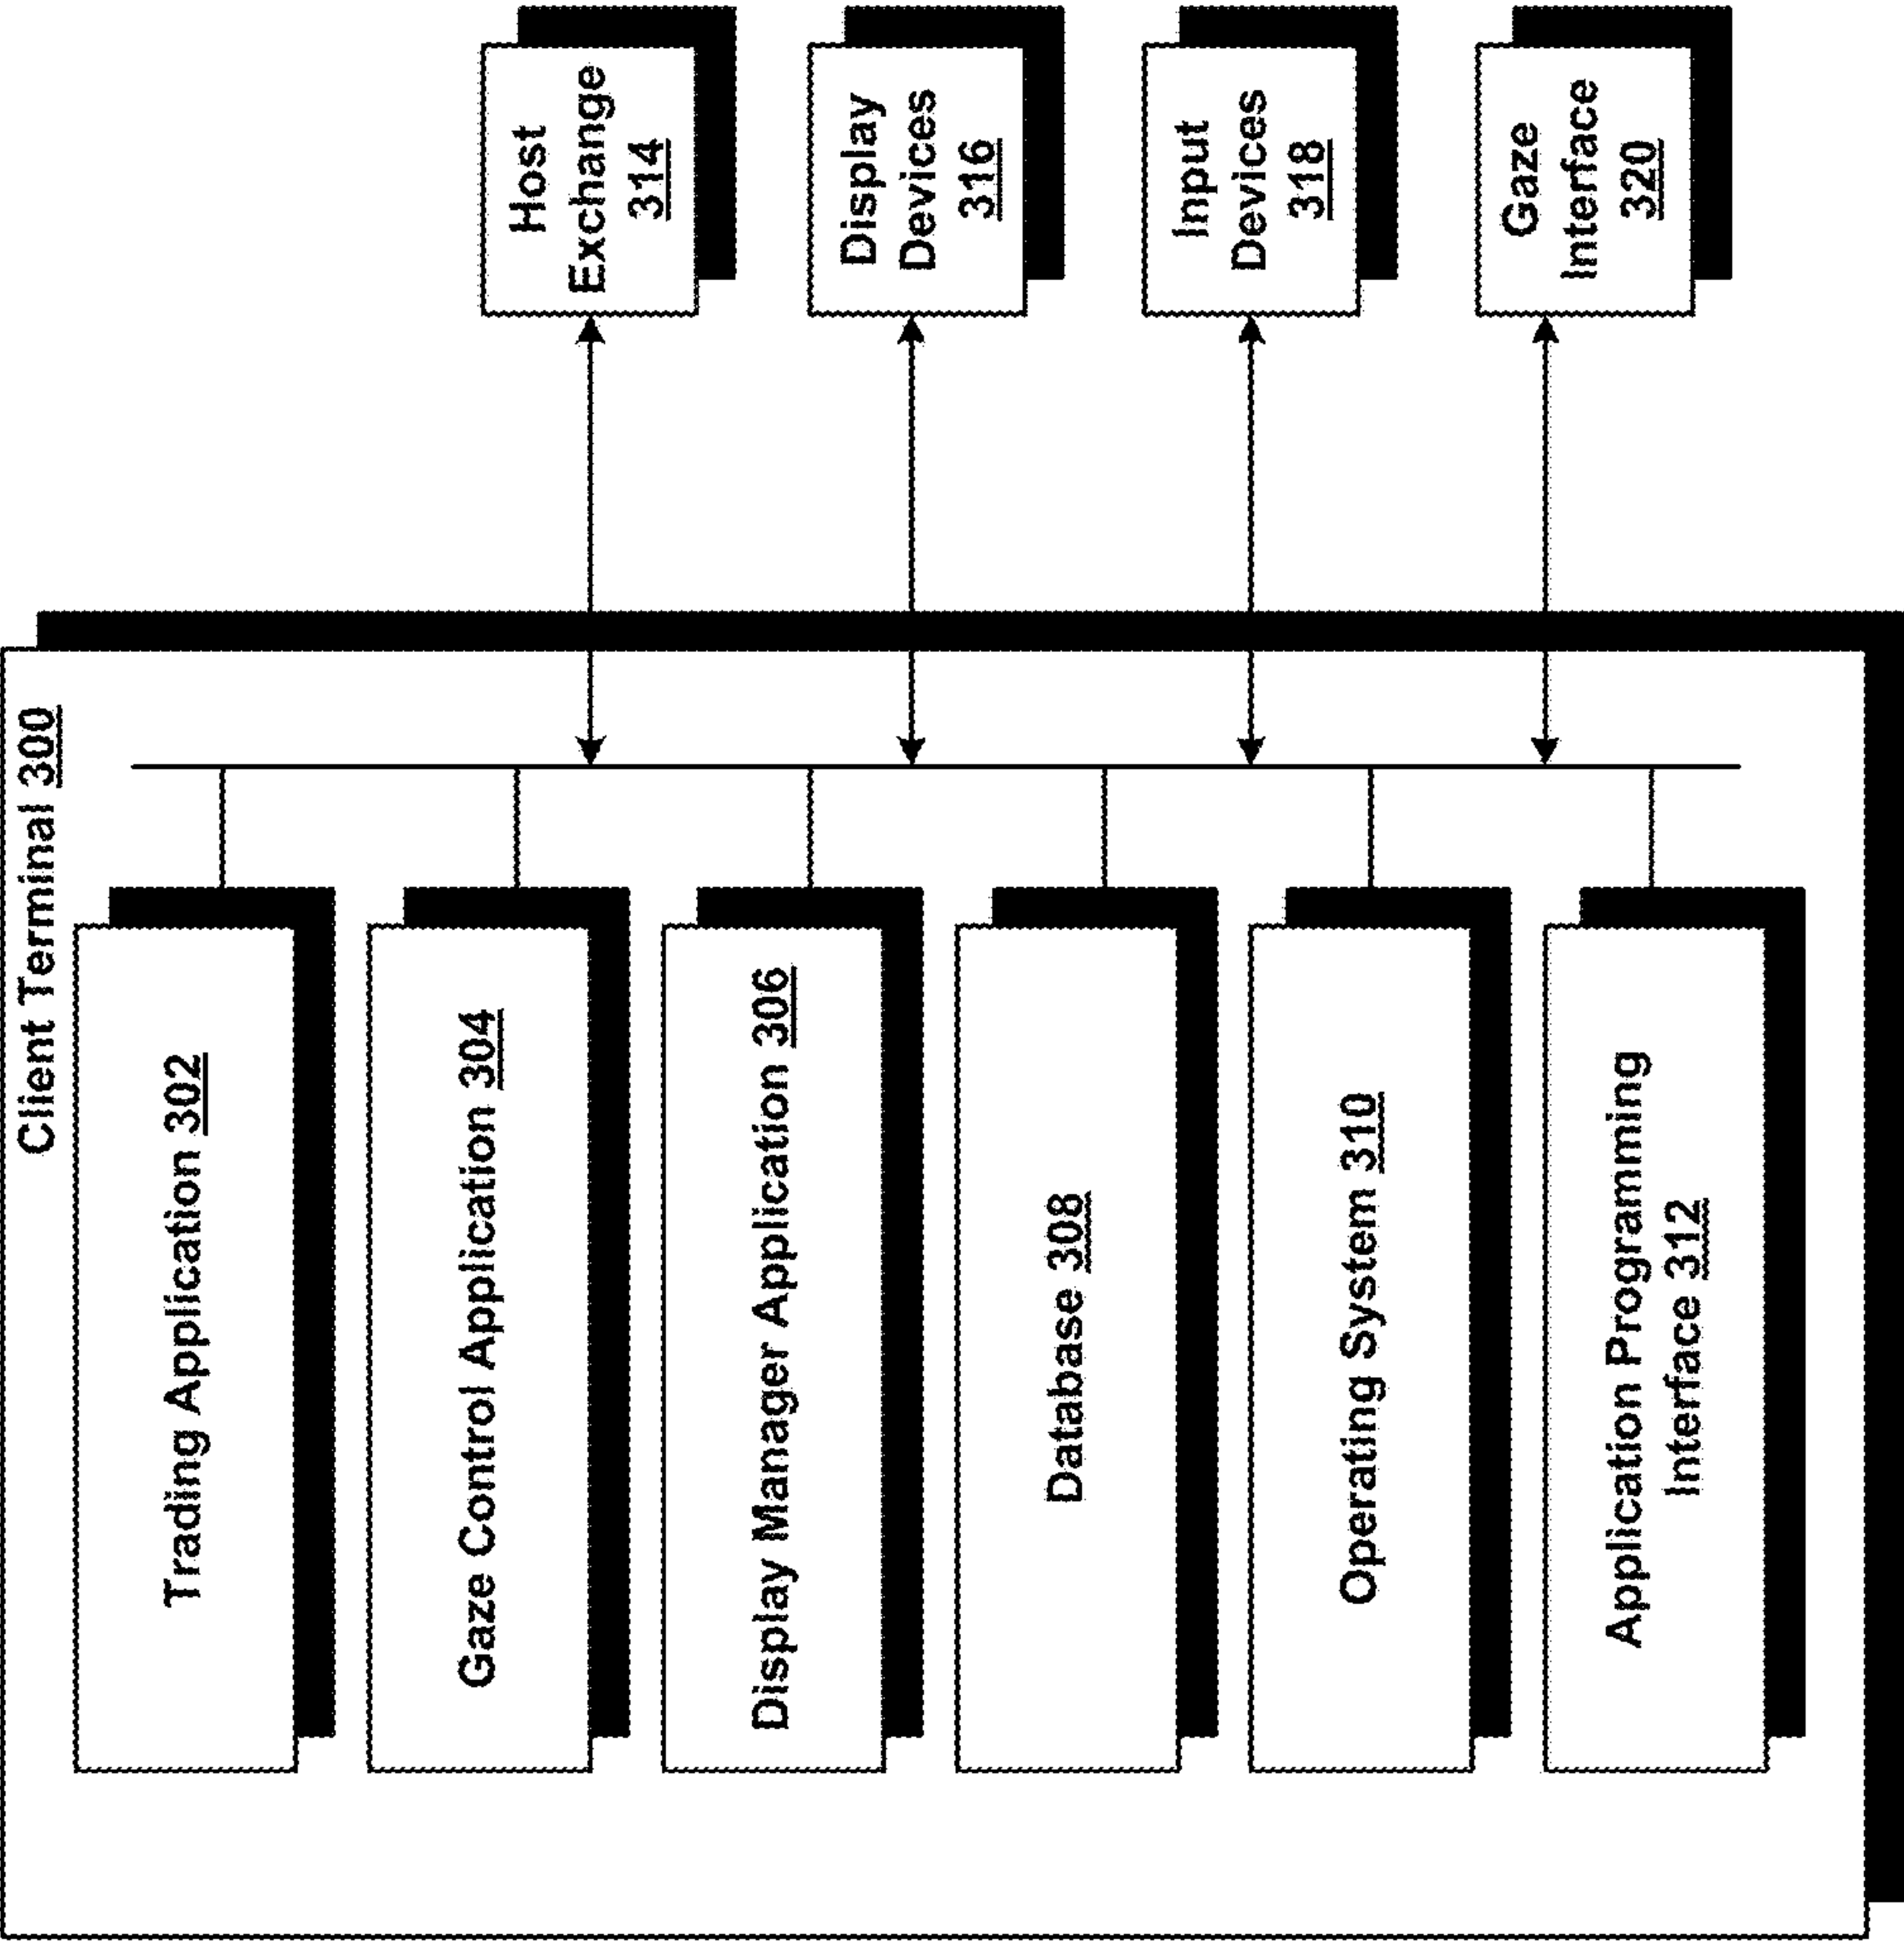 Client Terminal 300
Trading Application 302
Gaze Control Application 304
Display Manager Application 306
Database 308
Operating System 310
Application Programming
Interface 312
Host
Exchange
314
Display
Devices
316
Input
Devices
318
Gaze
Interface
320